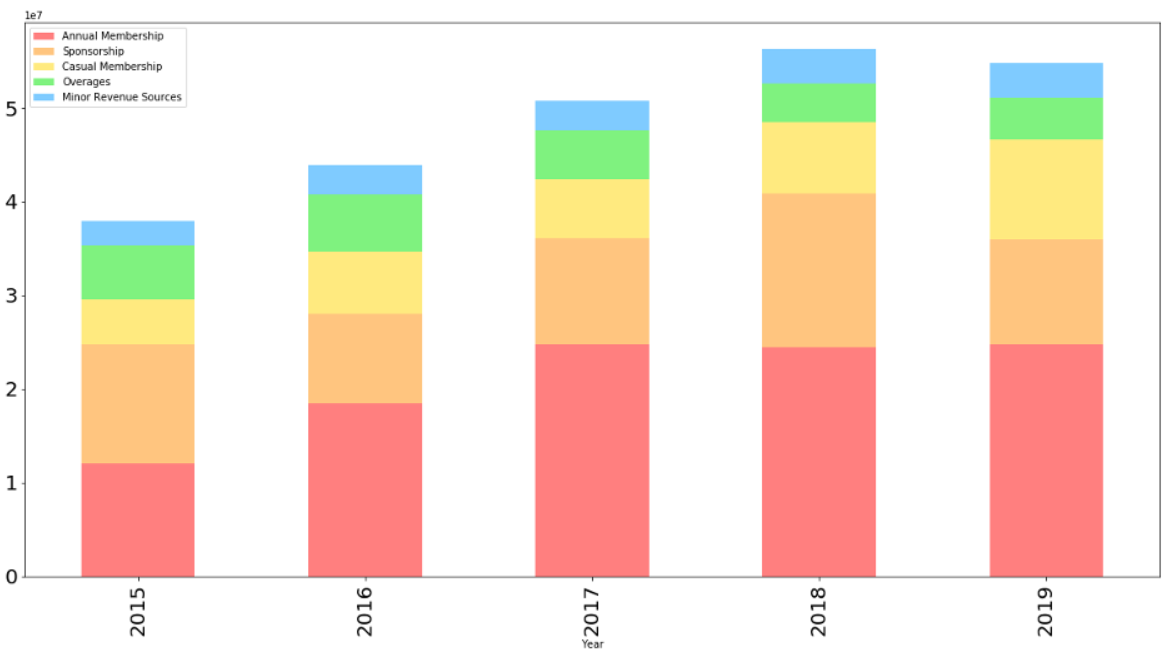 1e7
Annual Membership
Sponsorship
Casual Membership
Overages
Minor Revenue Sources
5
4
3
2
1
0
2015
2016
2017
2018
2019
Year